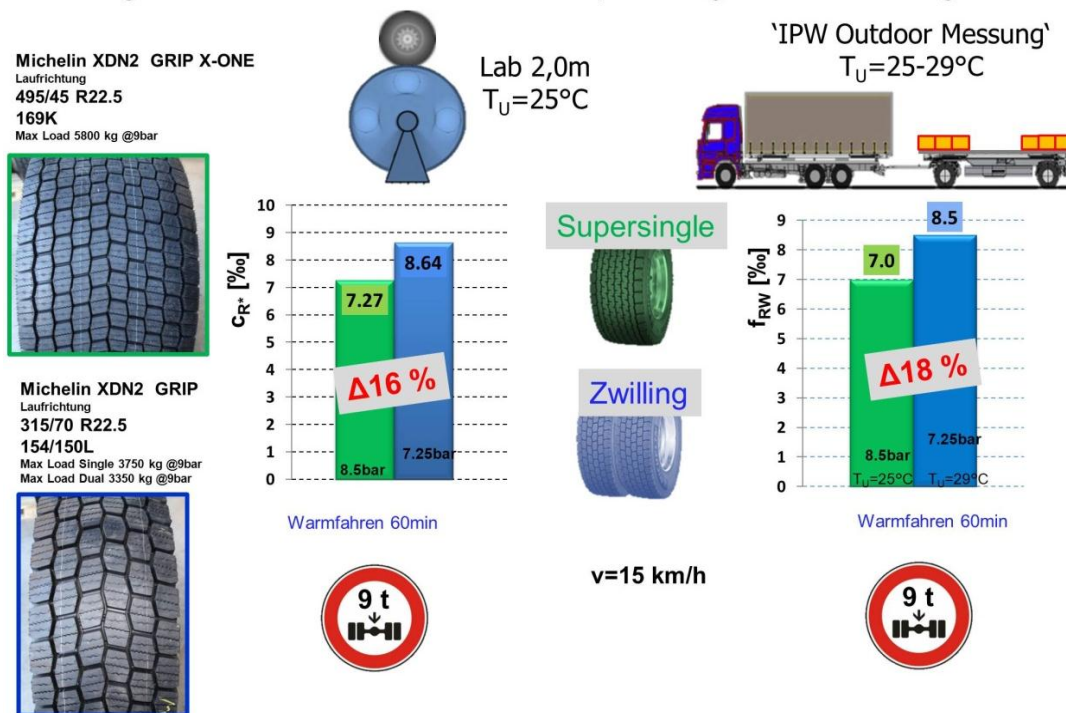 Michelin XDN2 GRIP X-ONE
Laufrichtung
495/45 R22.5
169K
Max Load 5800 kg @9bar
Lab 2,0m
T_U=25°C
'IPW Outdoor Messung'
T_U=25-29°C
c_R* [‰]
10
9
8
7
6
5
4
3
2
1
0
7.27
8.64
Δ16 %
8.5bar
7.25bar
Warmfahren 60min
9 t
Supersingle
Zwilling
v=15 km/h
f_RW [‰]
9
8
7
6
5
4
3
2
1
0
7.0
8.5
Δ18 %
8.5bar
7.25bar
T_U=25°C
T_U=29°C
Warmfahren 60min
9 t
Michelin XDN2 GRIP
Laufrichtung
315/70 R22.5
154/150L
Max Load Single 3750 kg @9bar
Max Load Dual 3350 kg @9bar